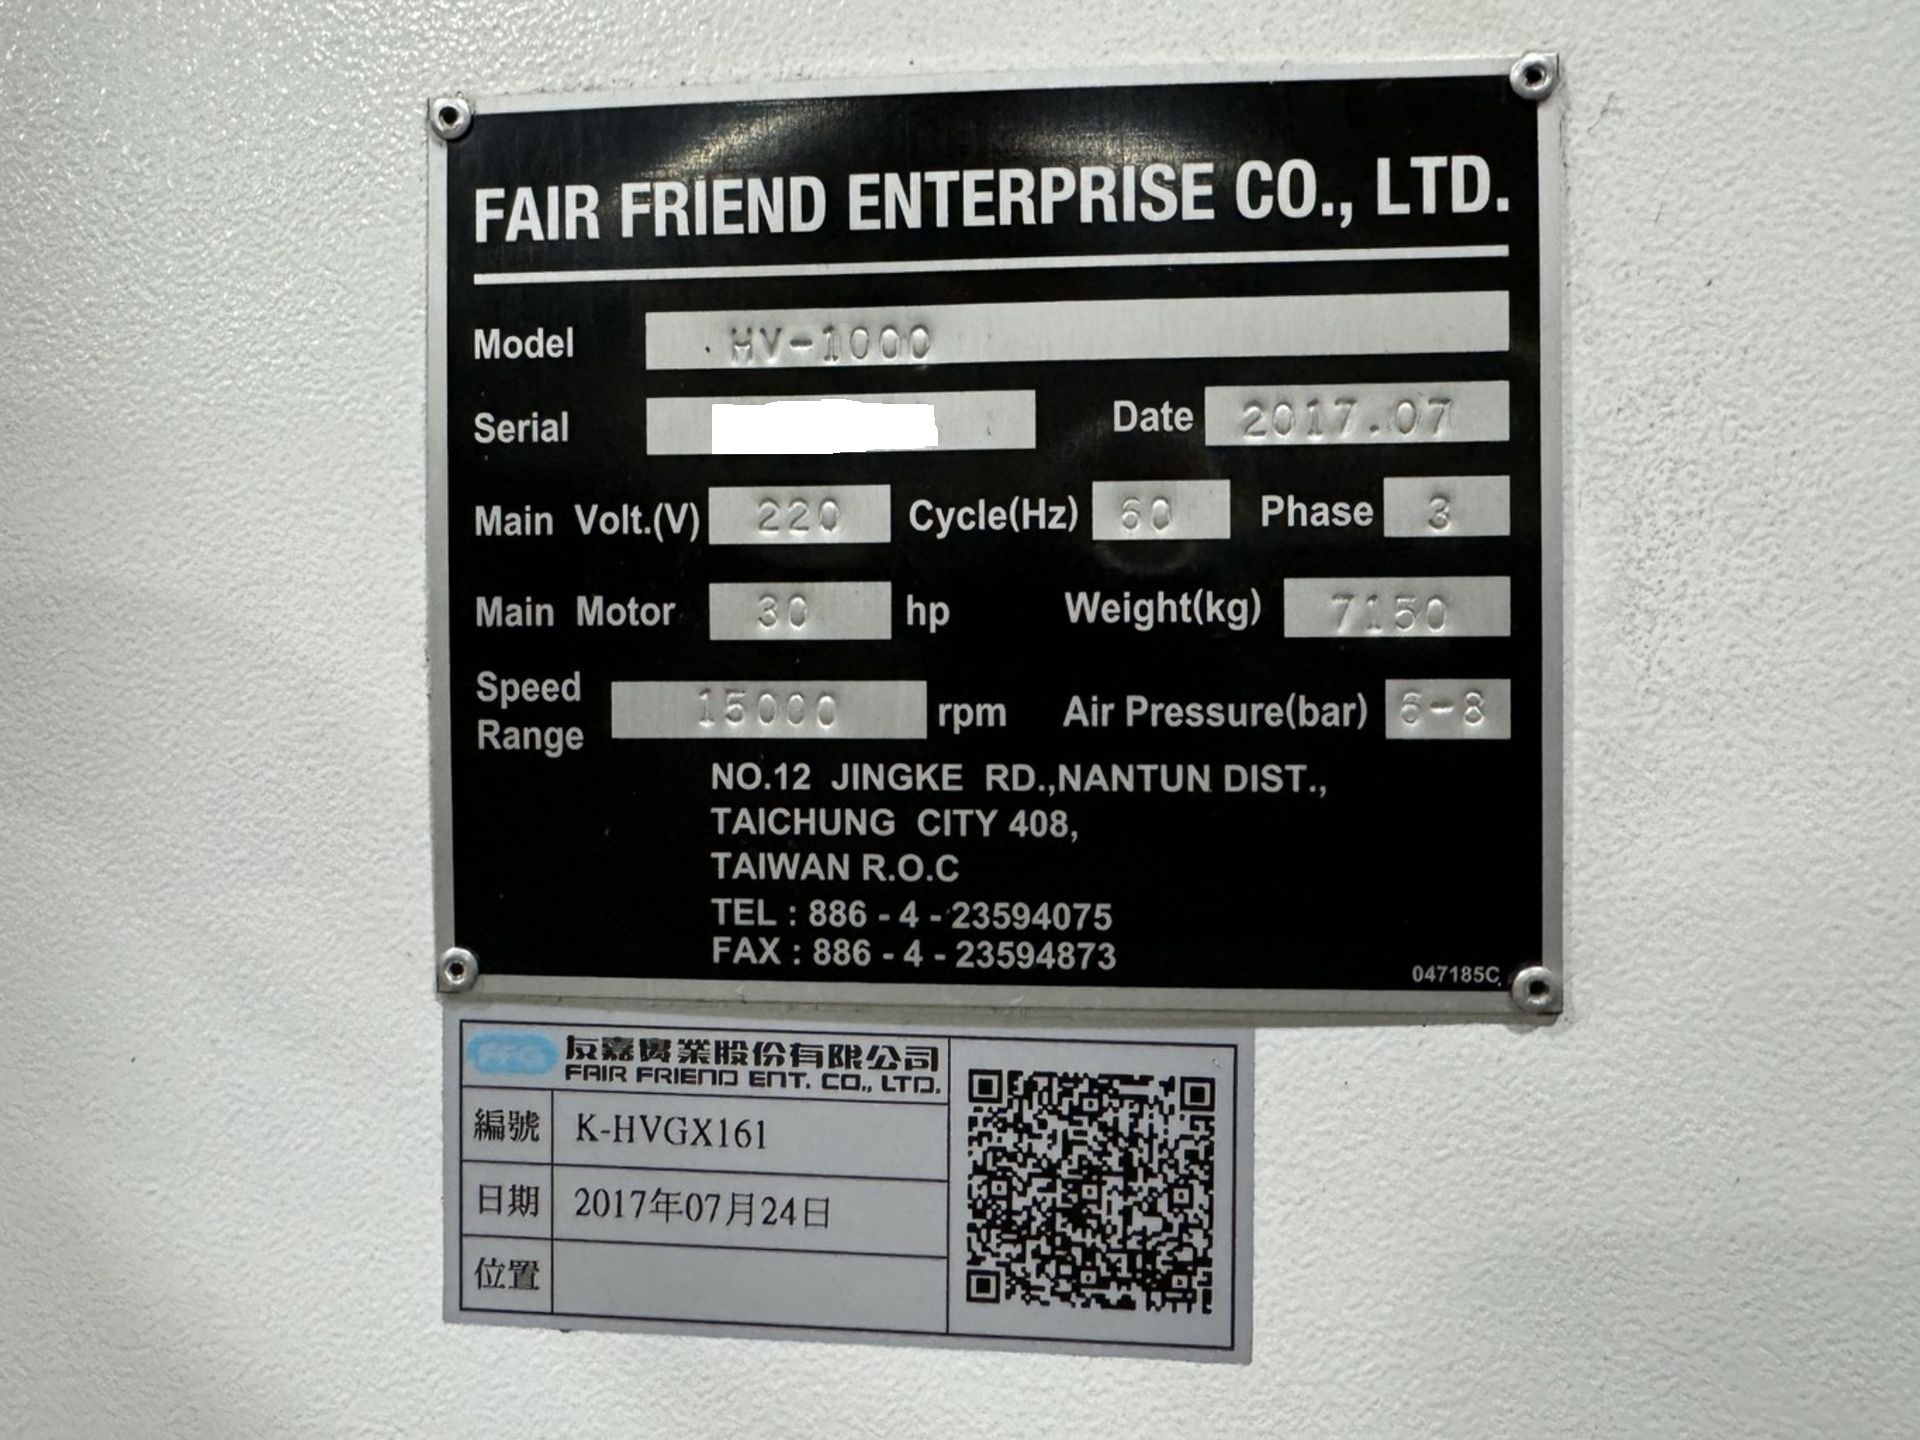 FAIR FRIEND ENTERPRISE CO., LTD.
Model HV-1000
Serial Date 2017.07
Main Volt.(V) 220 Cycle(Hz) 60 Phase 3
Main Motor 30 hp Weight(kg) 7150
Speed Range 15000 rpm Air Pressure(bar) 6-8
NO.12 JINGKE RD.,NANTUN DIST.,
TAICHUNG CITY 408,
TAIWAN R.O.C
TEL : 886 - 4 - 23594075
FAX : 886 - 4 - 23594873
047185C
FFG 友嘉實業股份有限公司
FAIR FRIEND ENT. CO., LTD.
編號 K-HVGX161
日期 2017年07月24日
位置